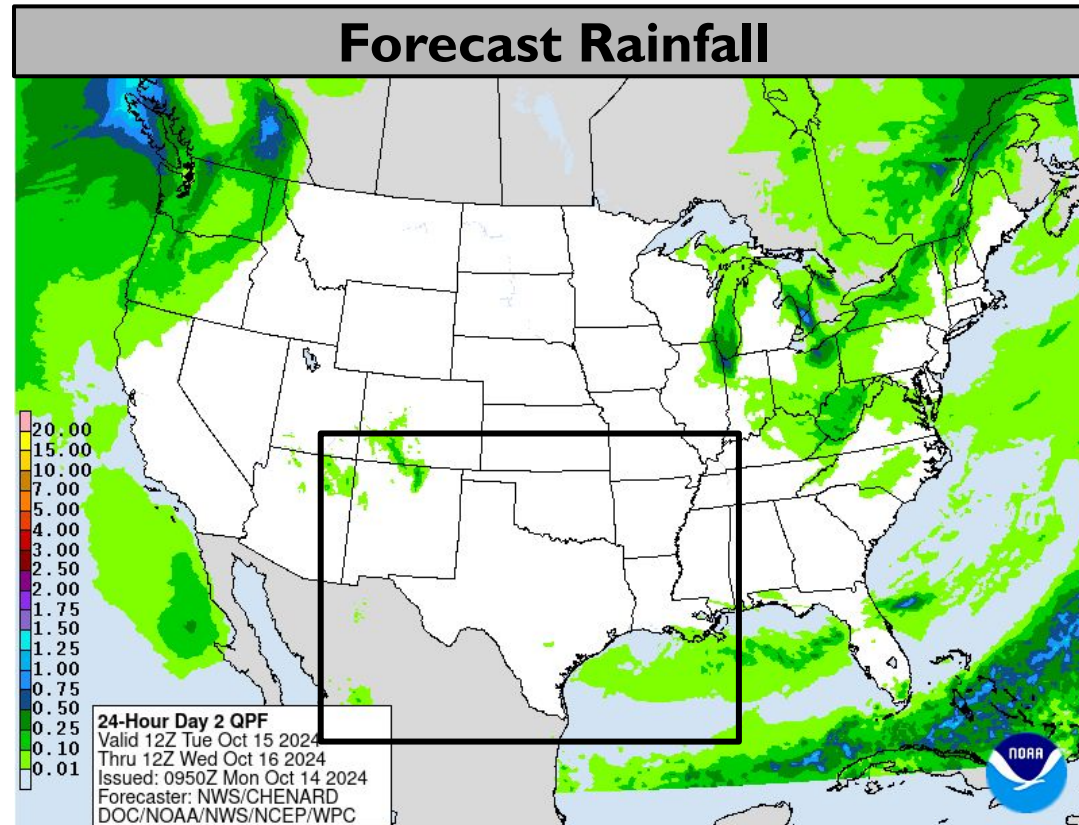 Forecast Rainfall
20.00
15.00
10.00
7.00
5.00
4.00
3.00
2.50
2.00
1.75
1.50
1.25
1.00
0.75
0.50
0.25
0.10
0.01
24-Hour Day 2 QPF
Valid 12Z Tue Oct 15 2024
Thru 12Z Wed Oct 16 2024
Issued: 0950Z Mon Oct 14 2024
Forecaster: NWS/CHENARD
DOC/NOAA/NWS/NCEP/WPC
NOAA